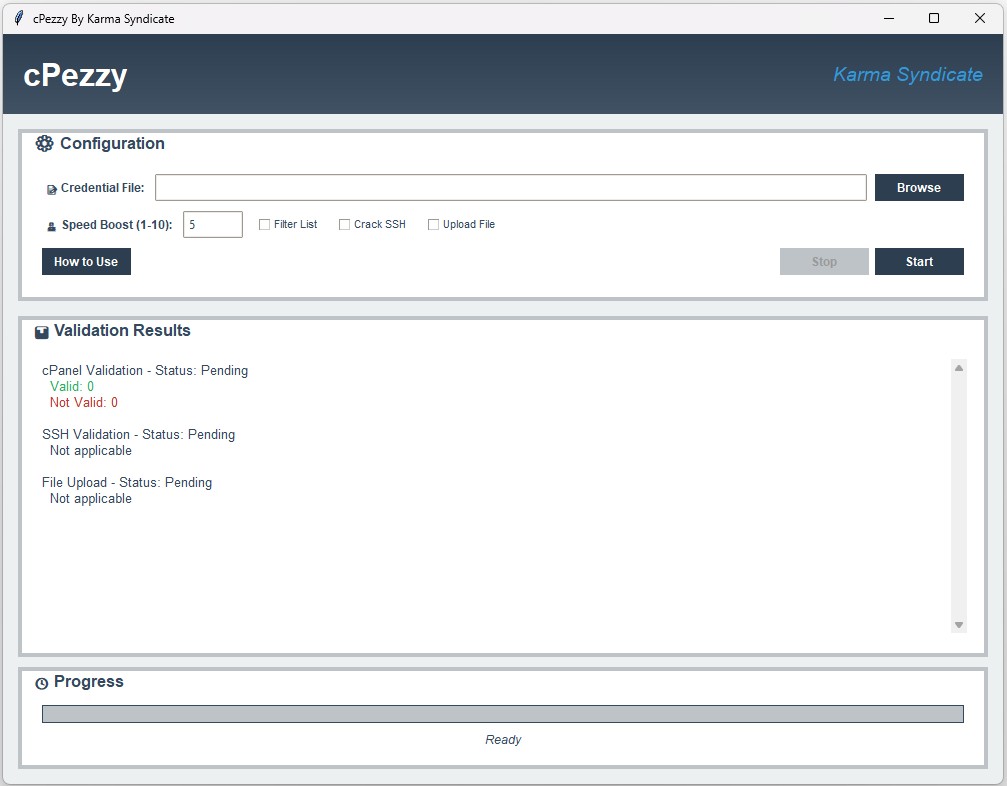 cPezzy By Karma Syndicate
cPezzy
Karma Syndicate
Configuration
Credential File:
Browse
Speed Boost (1-10):
5
Filter List
Crack SSH
Upload File
How to Use
Stop
Start
Validation Results
cPanel Validation - Status: Pending
Valid: 0
Not Valid: 0
SSH Validation - Status: Pending
Not applicable
File Upload - Status: Pending
Not applicable
Progress
Ready